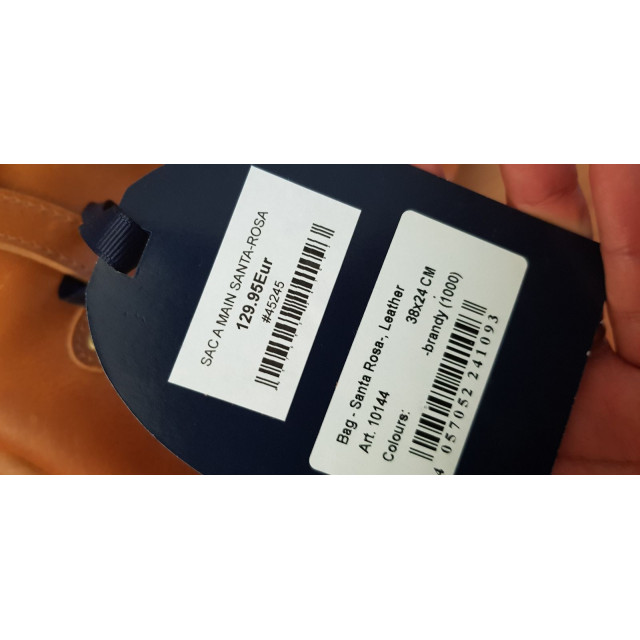 SAC A MAIN SANTA-ROSA
129.95Eur
#45245
Bag - Santa Rosa-, Leather
Art. 10144 38x24 CM
Colours: -brandy (1000)
4 057052 241093